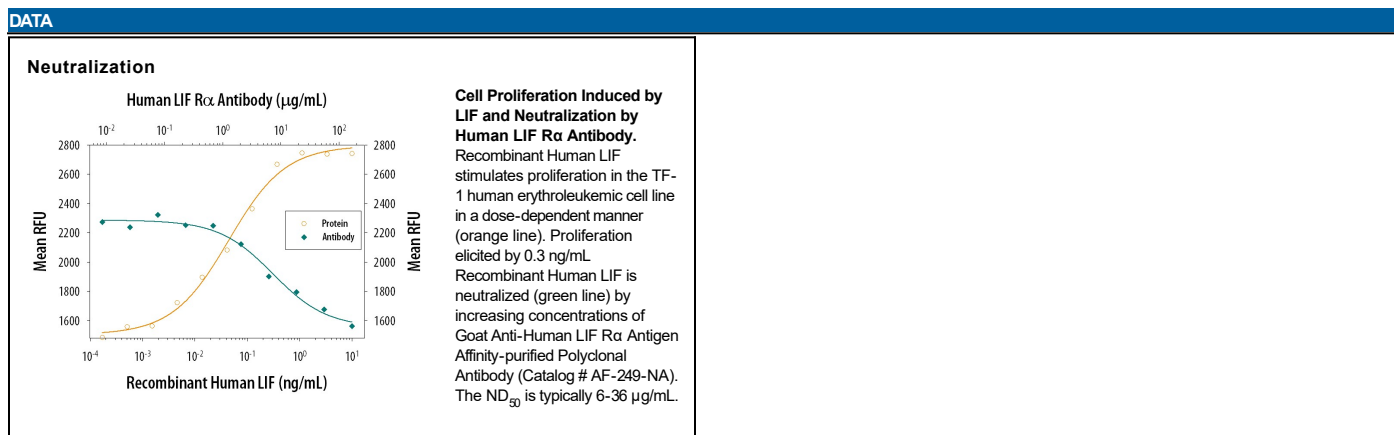 DATA
Neutralization
Human LIF Rα Antibody (μg/mL)
10-2 10-1 100 101 102
2800 2800
2600 2600
2400 2400
2200 2200
2000 2000
1800 1800
1600 1600
Mean RFU
Mean RFU
Protein
Antibody
10-4 10-3 10-2 10-1 100 101
Recombinant Human LIF (ng/mL)
Cell Proliferation Induced by
LIF and Neutralization by
Human LIF Rα Antibody.
Recombinant Human LIF
stimulates proliferation in the TF-
1 human erythroleukemic cell line
in a dose-dependent manner
(orange line). Proliferation
elicited by 0.3 ng/mL
Recombinant Human LIF is
neutralized (green line) by
increasing concentrations of
Goat Anti-Human LIF Rα Antigen
Affinity-purified Polyclonal
Antibody (Catalog # AF-249-NA).
The ND50 is typically 6-36 μg/mL.